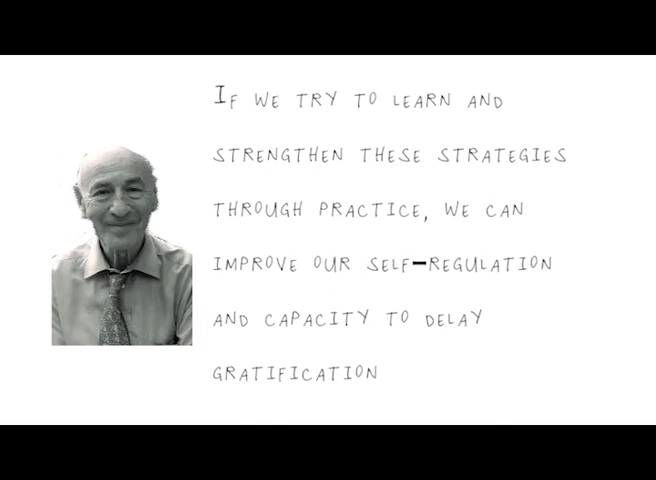 IF WE TRY TO LEARN AND
STRENGTHEN THESE STRATEGIES
THROUGH PRACTICE, WE CAN
IMPROVE OUR SELF-REGULATION
AND CAPACITY TO DELAY
GRATIFICATION